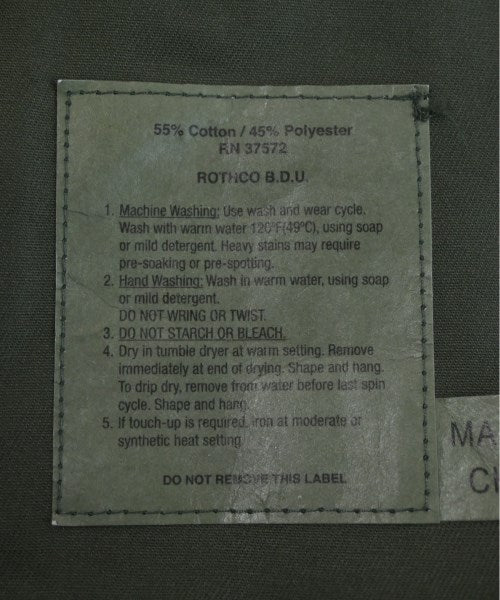 55% Cotton / 45% Polyester
RN 37572
ROTHCO B.D.U.
1. Machine Washing: Use wash and wear cycle.
Wash with warm water 120°F(49°C), using soap
or mild detergent. Heavy stains may require
pre-soaking or pre-spotting.
2. Hand Washing: Wash in warm water, using soap
or mild detergent.
DO NOT WRING OR TWIST.
3. DO NOT STARCH OR BLEACH.
4. Dry in tumble dryer at warm setting. Remove
immediately at end of drying. Shape and hang.
To drip dry, remove from water before last spin
cycle. Shape and hang.
5. If touch-up is required, iron at moderate or
synthetic heat setting
DO NOT REMOVE THIS LABEL
MA